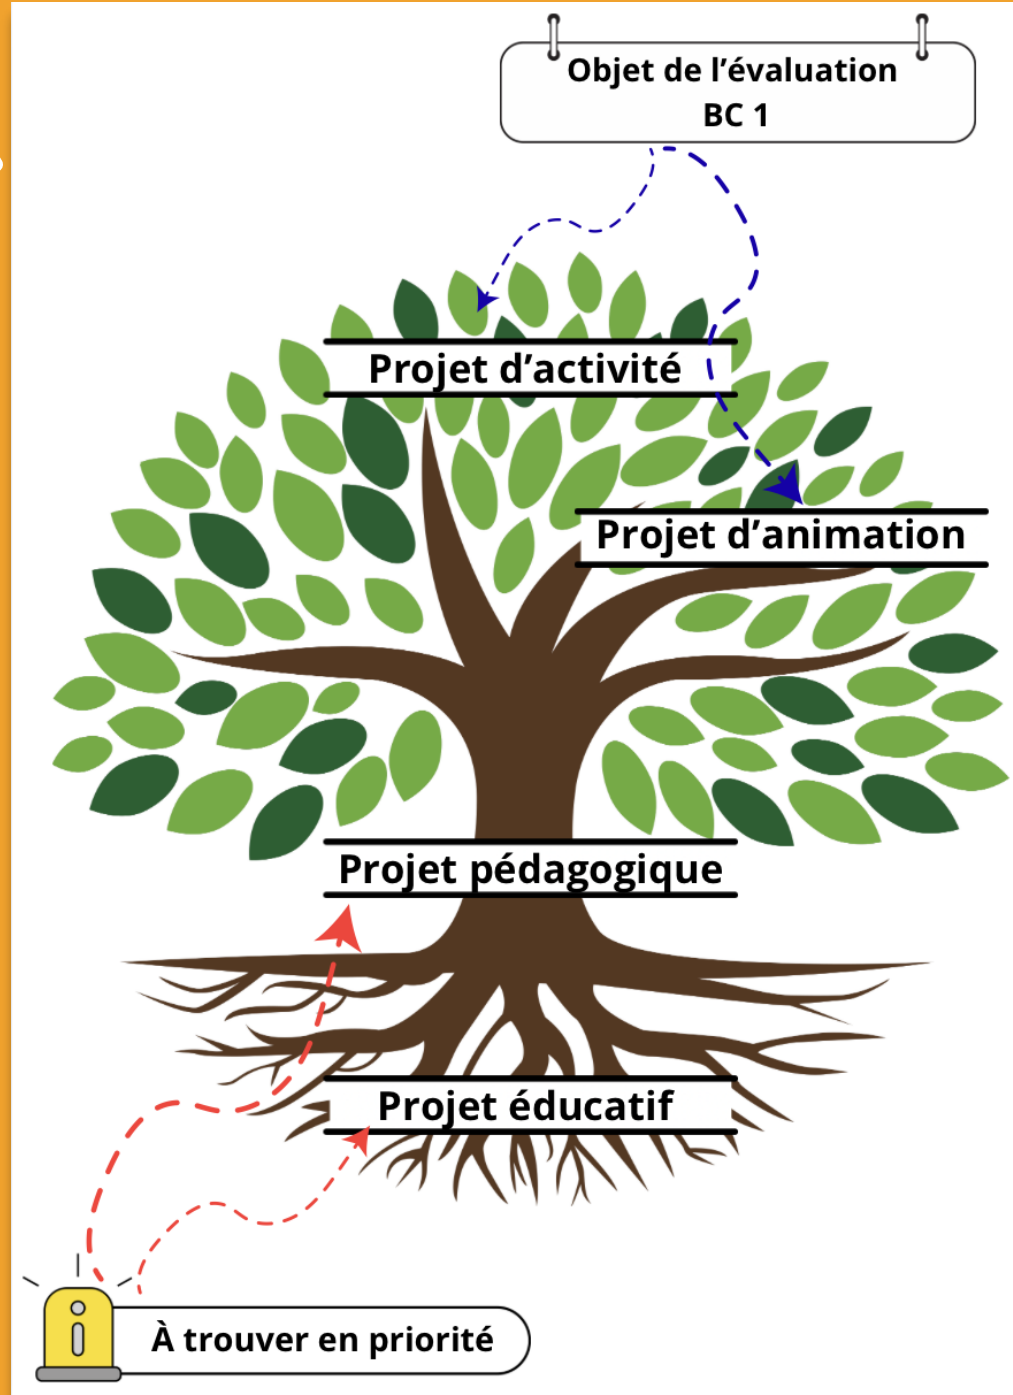 Objet de l’évaluation
BC 1
Projet d’activité
Projet d’animation
Projet pédagogique
Projet éducatif
À trouver en priorité